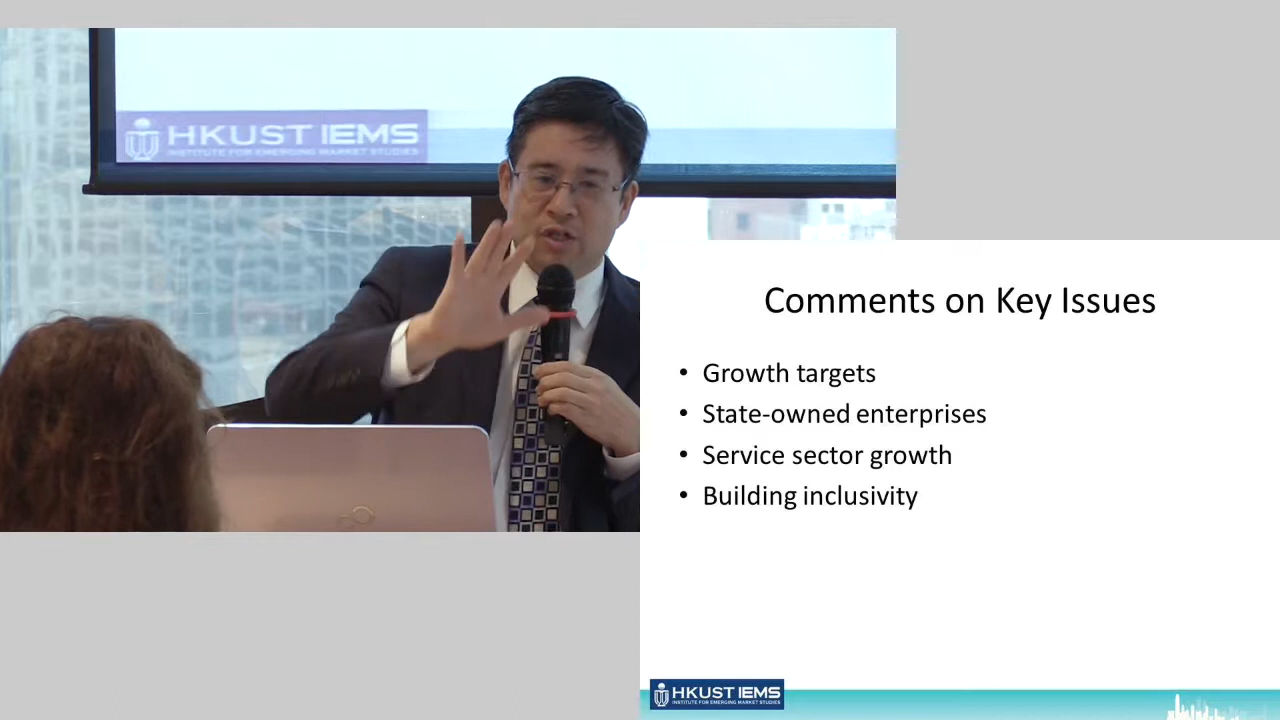 HKUST IEMS
INSTITUTE FOR EMERGING MARKET STUDIES
Comments on Key Issues
• Growth targets
• State-owned enterprises
• Service sector growth
• Building inclusivity
HKUST IEMS
INSTITUTE FOR EMERGING MARKET STUDIES